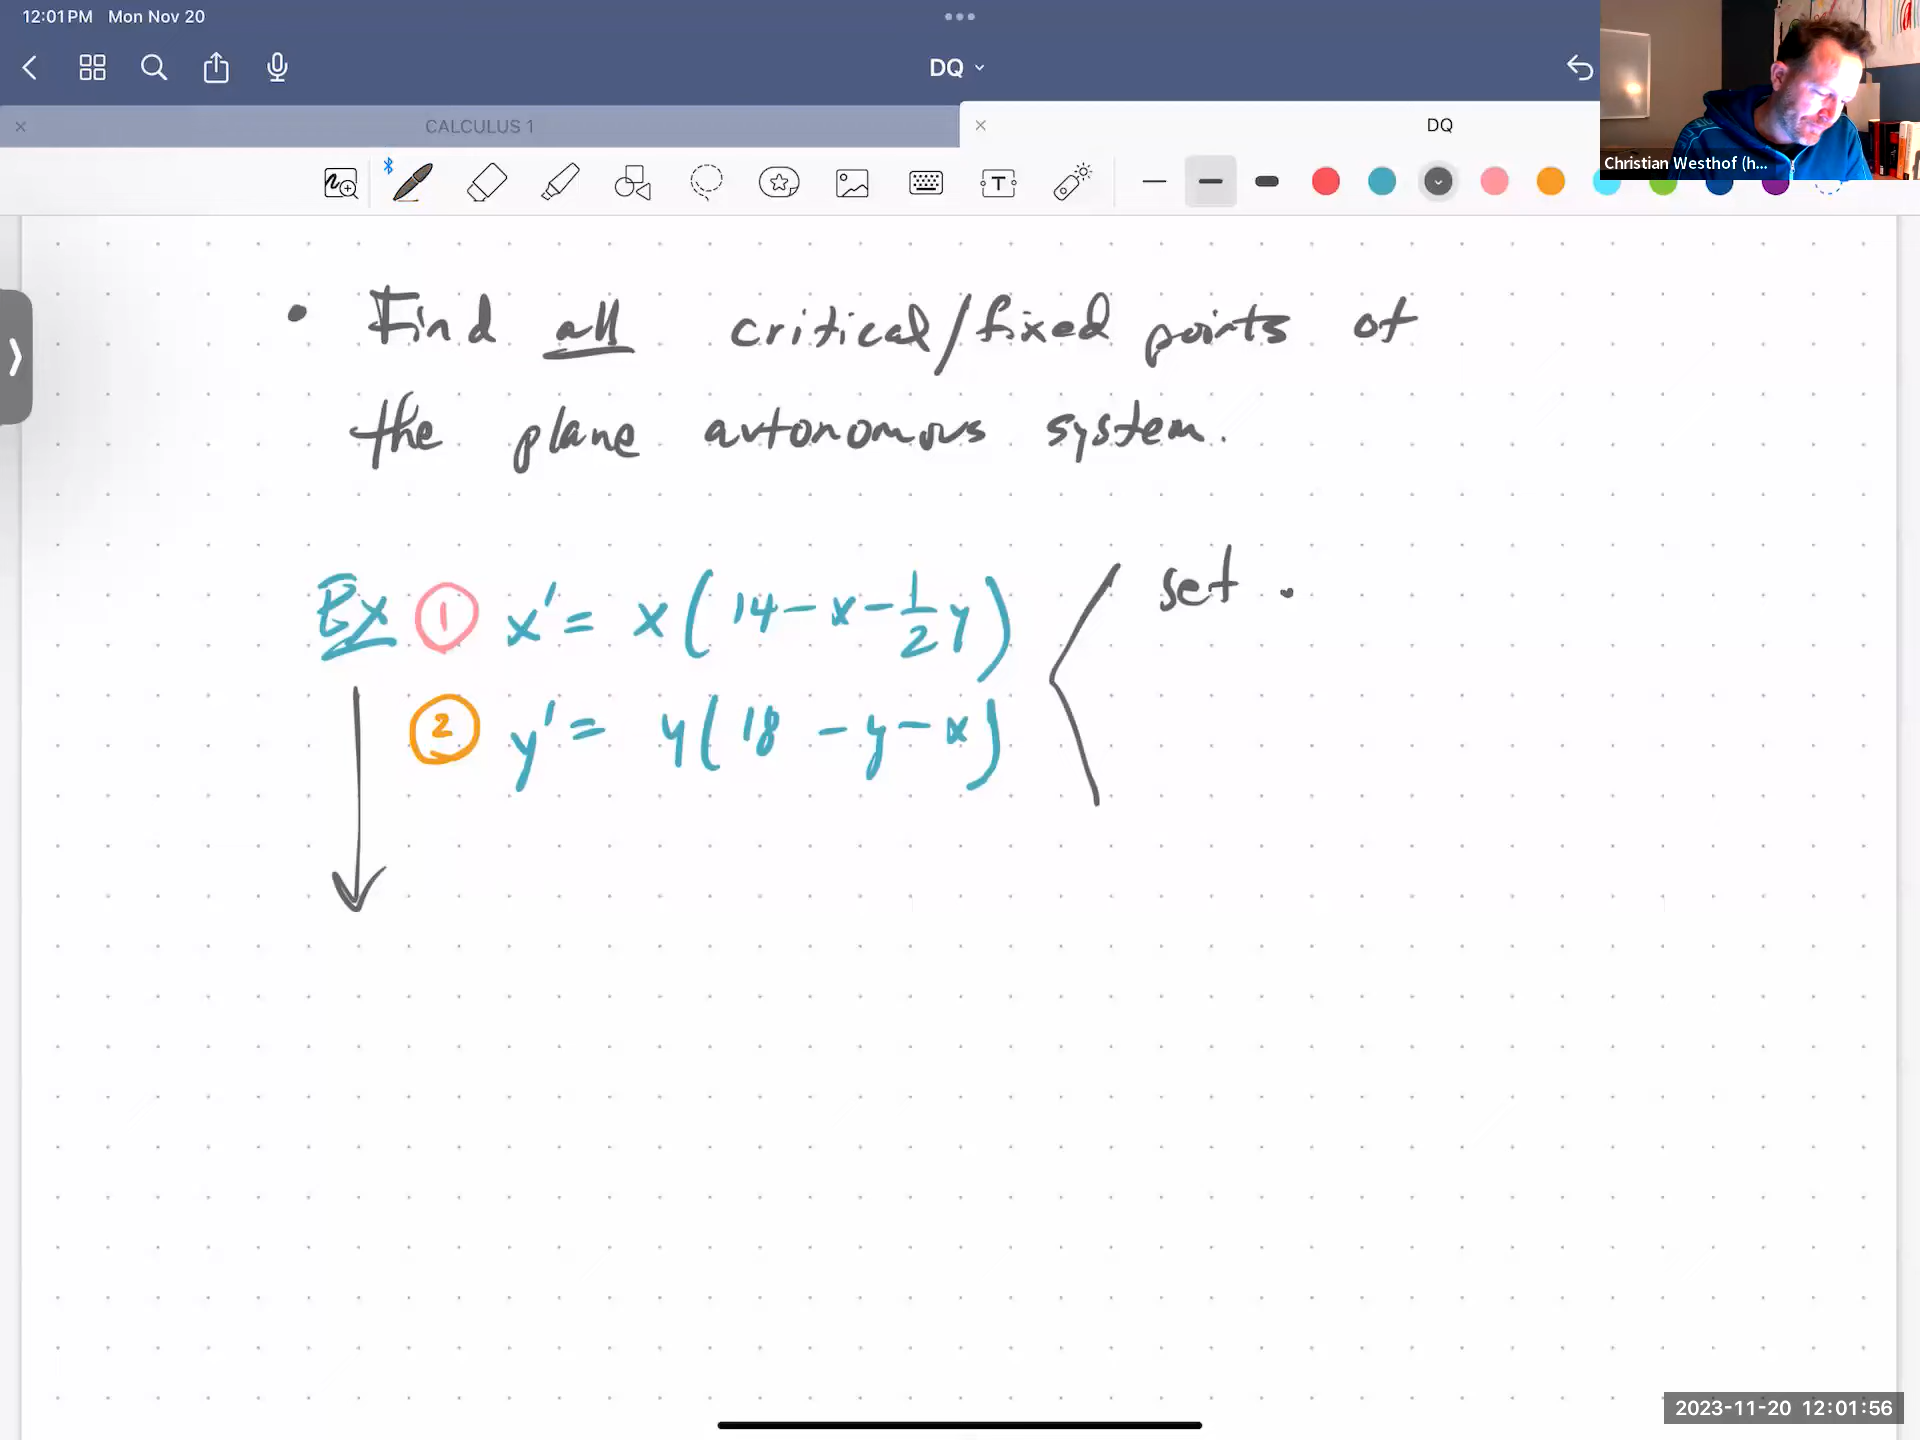 12:01 PM Mon Nov 20
DQ
CALCULUS 1
DQ
Christian Westhof (h...
• Find all critical/fixed points of
the plane autonomous system.
Ex ① x' = x(14 - x - 1/2 y)
set .
② y' = y(18 - y - x)
2023-11-20 12:01:56